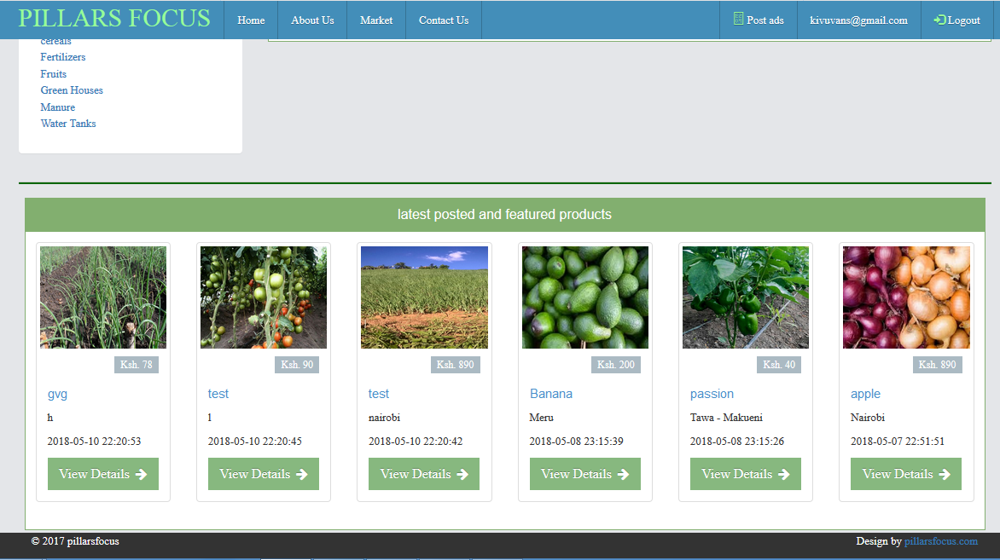 PILLARS FOCUS Home About Us Market Contact Us Post ads kivuvans@gmail.com Logout
cereals
Fertilizers
Fruits
Green Houses
Manure
Water Tanks
latest posted and featured products
Ksh. 78 Ksh. 90 Ksh. 890 Ksh. 200 Ksh. 40 Ksh. 890
gvg test test Banana passion apple
h l nairobi Meru Tawa - Makueni Nairobi
2018-05-10 22:20:53 2018-05-10 22:20:45 2018-05-10 22:20:42 2018-05-08 23:15:39 2018-05-08 23:15:26 2018-05-07 22:51:51
View Details View Details View Details View Details View Details View Details
© 2017 pillarsfocus Design by pillarsfocus.com